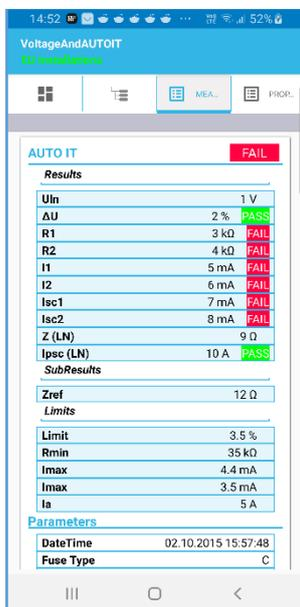 14:52 52%
VoltageAndAUTOIT
EU installations
MEA... PROP...
AUTO IT FAIL
Results
Uln 1 V
ΔU 2 % PASS
R1 3 kΩ FAIL
R2 4 kΩ FAIL
I1 5 mA FAIL
I2 6 mA FAIL
Isc1 7 mA FAIL
Isc2 8 mA FAIL
Z (LN) 9 Ω
Ipsc (LN) 10 A PASS
SubResults
Zref 12 Ω
Limits
Limit 3.5 %
Rmin 35 kΩ
Imax 4.4 mA
Imax 3.5 mA
Ia 5 A
Parameters
DateTime 02.10.2015 15:57:48
Fuse Type C